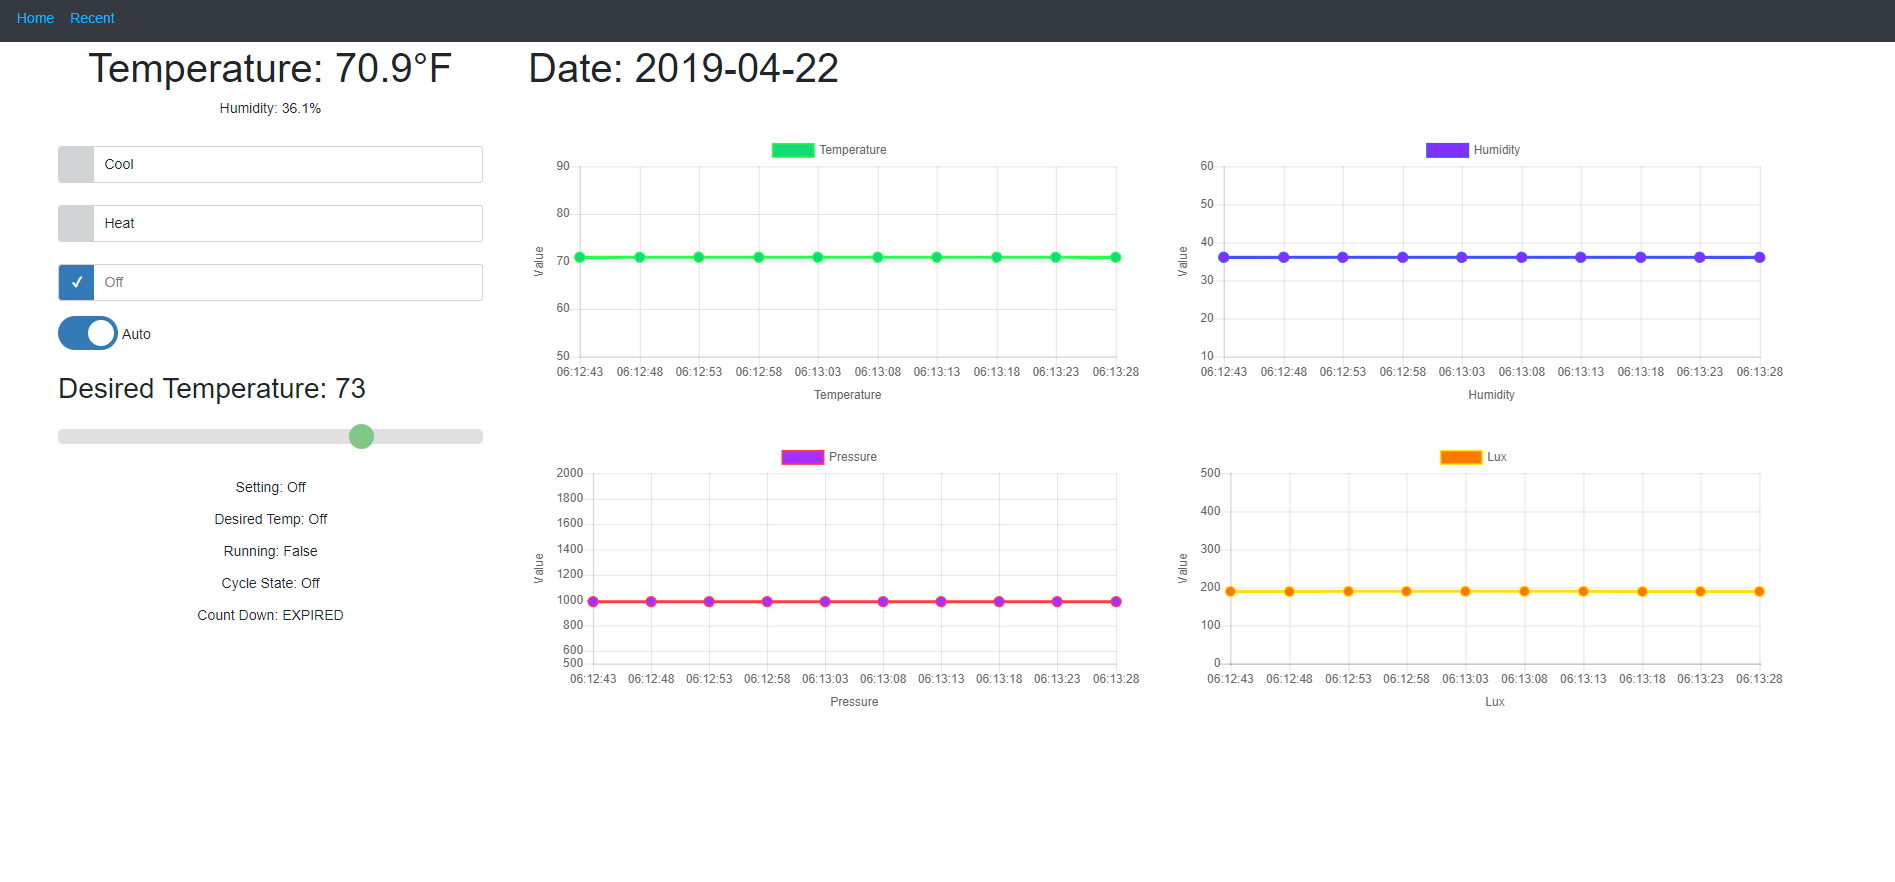 Home Recent
Temperature: 70.9°F
Humidity: 36.1%
Cool
Heat
Off
Auto
Desired Temperature: 73
Setting: Off
Desired Temp: Off
Running: False
Cycle State: Off
Count Down: EXPIRED
Date: 2019-04-22
Temperature
90
80
70
60
50
Value
06:12:43 06:12:48 06:12:53 06:12:58 06:13:03 06:13:08 06:13:13 06:13:18 06:13:23 06:13:28
Temperature
Humidity
60
50
40
30
20
10
Value
06:12:43 06:12:48 06:12:53 06:12:58 06:13:03 06:13:08 06:13:13 06:13:18 06:13:23 06:13:28
Humidity
Pressure
2000
1800
1600
1400
1200
1000
800
600
500
Value
06:12:43 06:12:48 06:12:53 06:12:58 06:13:03 06:13:08 06:13:13 06:13:18 06:13:23 06:13:28
Pressure
Lux
500
400
300
200
100
0
Value
06:12:43 06:12:48 06:12:53 06:12:58 06:13:03 06:13:08 06:13:13 06:13:18 06:13:23 06:13:28
Lux